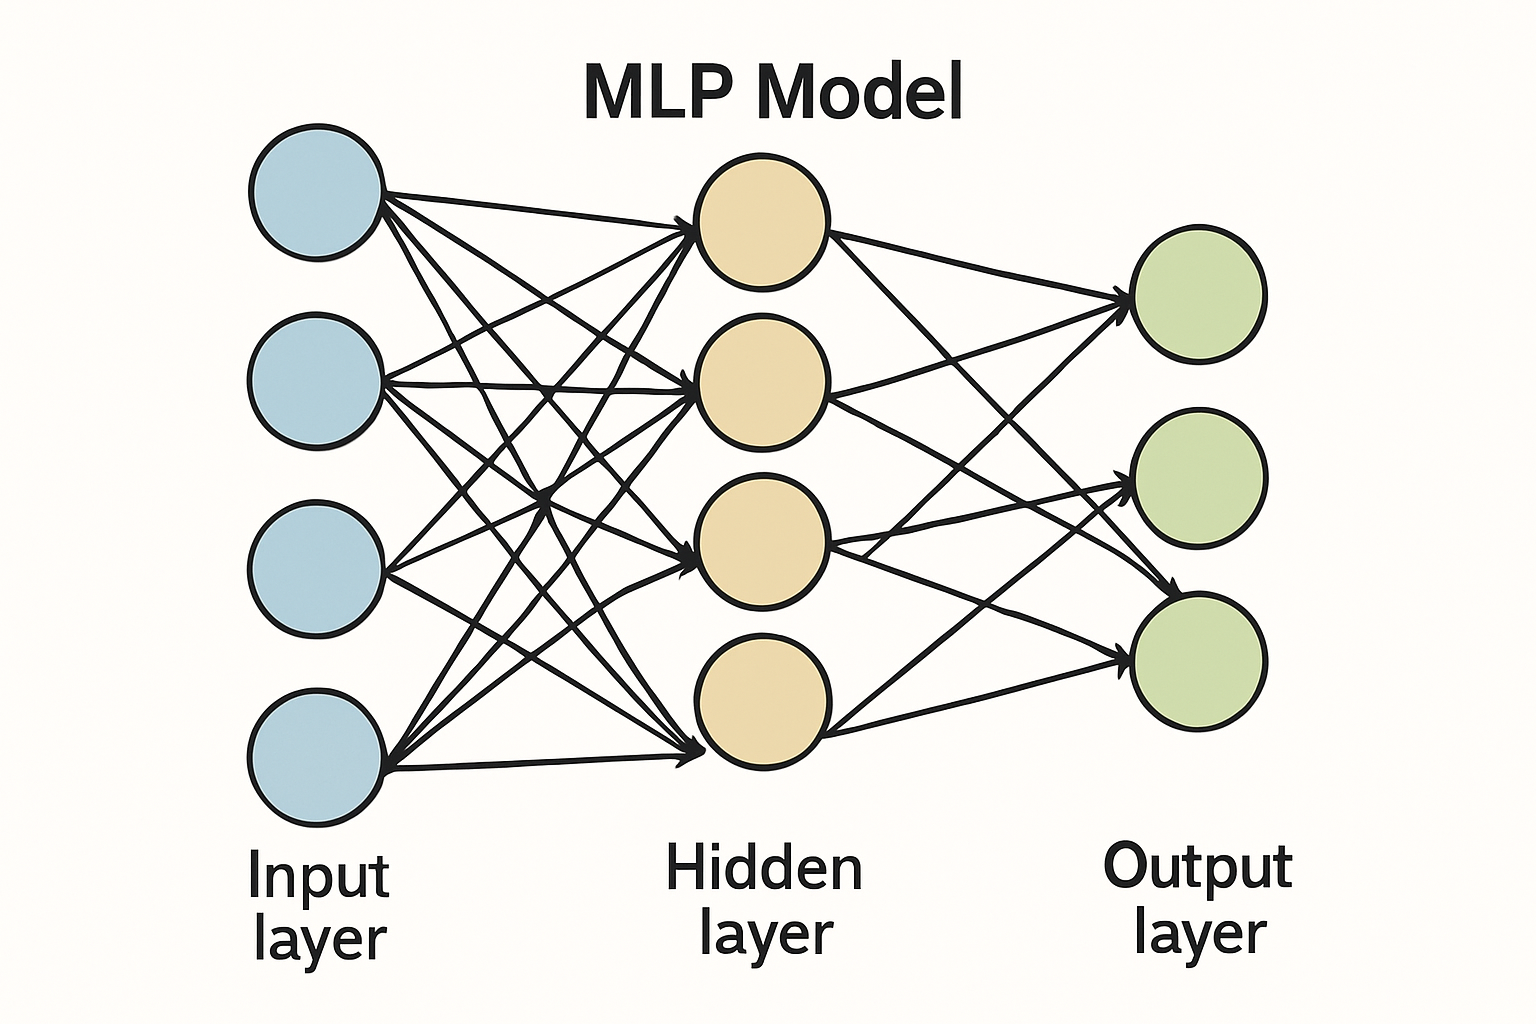 MLP Model
Input
layer
Hidden
layer
Output
layer